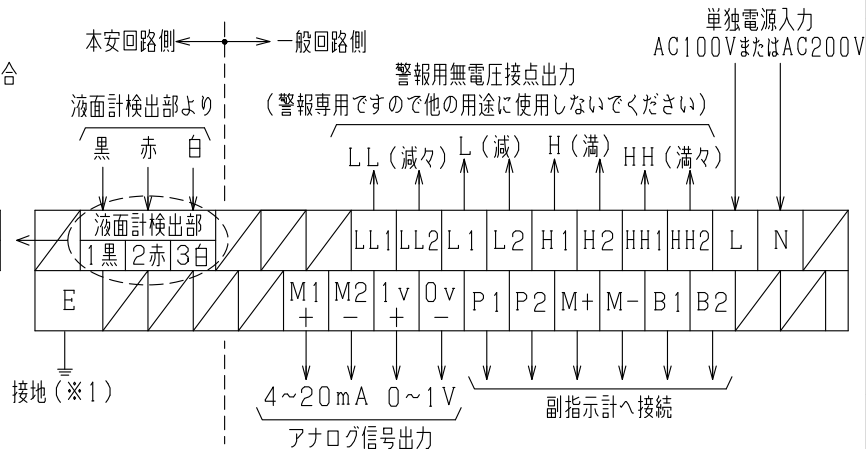 単独電源入力
AC100VまたはAC200V
本安回路側 一般回路側
合
警報用無電圧接点出力
(警報専用ですので他の用途に使用しないでください)
液面計検出部より
黒 赤 白
LL(減々) L(減) H(満) HH(満々)
液面計検出部
1黒 2赤 3白
LL1 LL2 L1 L2 H1 H2 HH1 HH2 L N
E M1+ M2- 1v+ 0v- P1 P2 M+ M- B1 B2
接地(※1)
4~20mA 0~1V
副指示計へ接続
アナログ信号出力